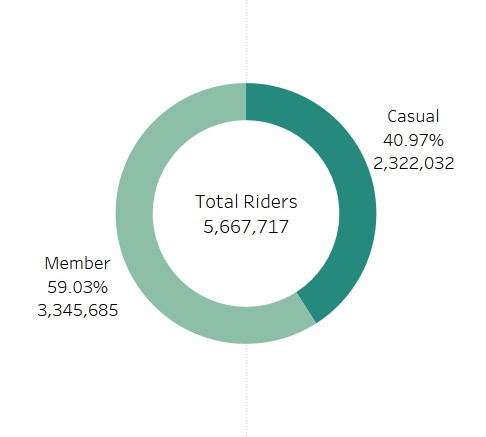 Casual
40.97%
2,322,032
Total Riders
5,667,717
Member
59.03%
3,345,685